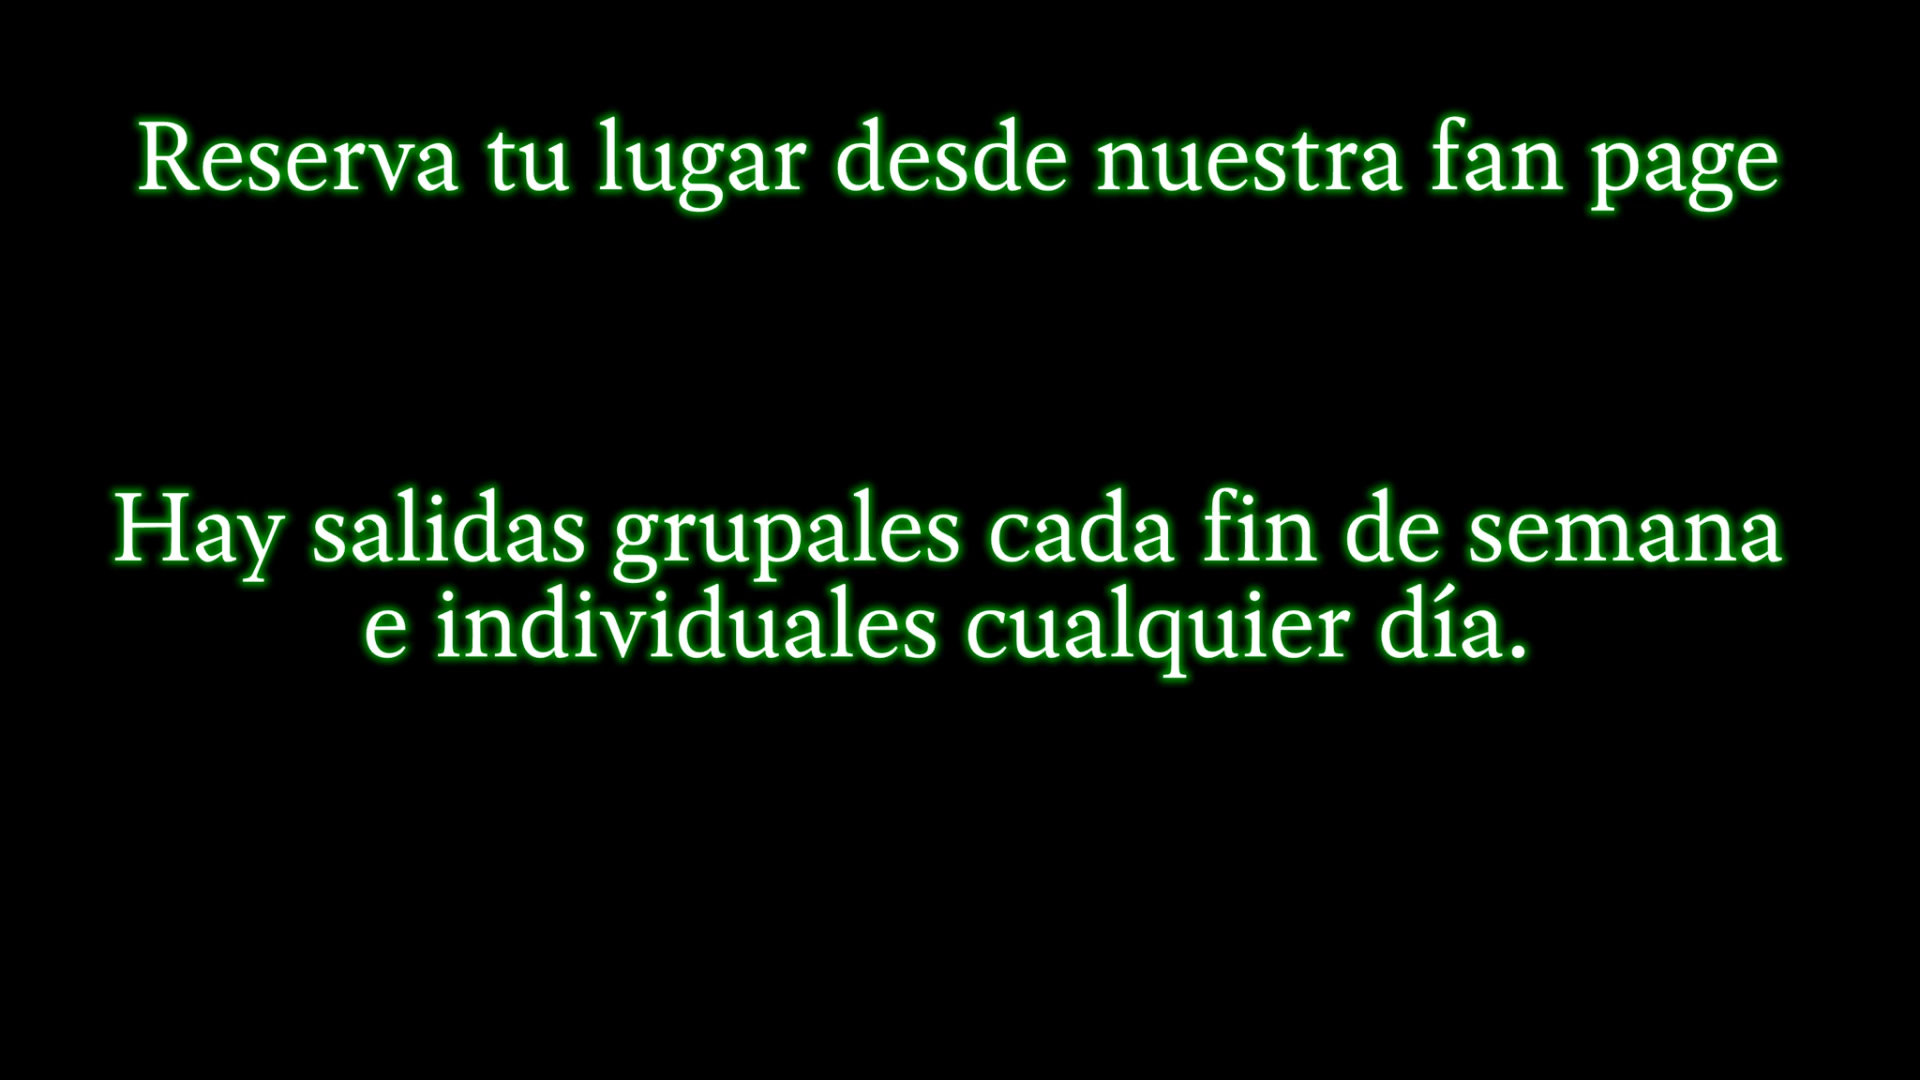 Reserva tu lugar desde nuestra fan page
Hay salidas grupales cada fin de semana
e individuales cualquier día.